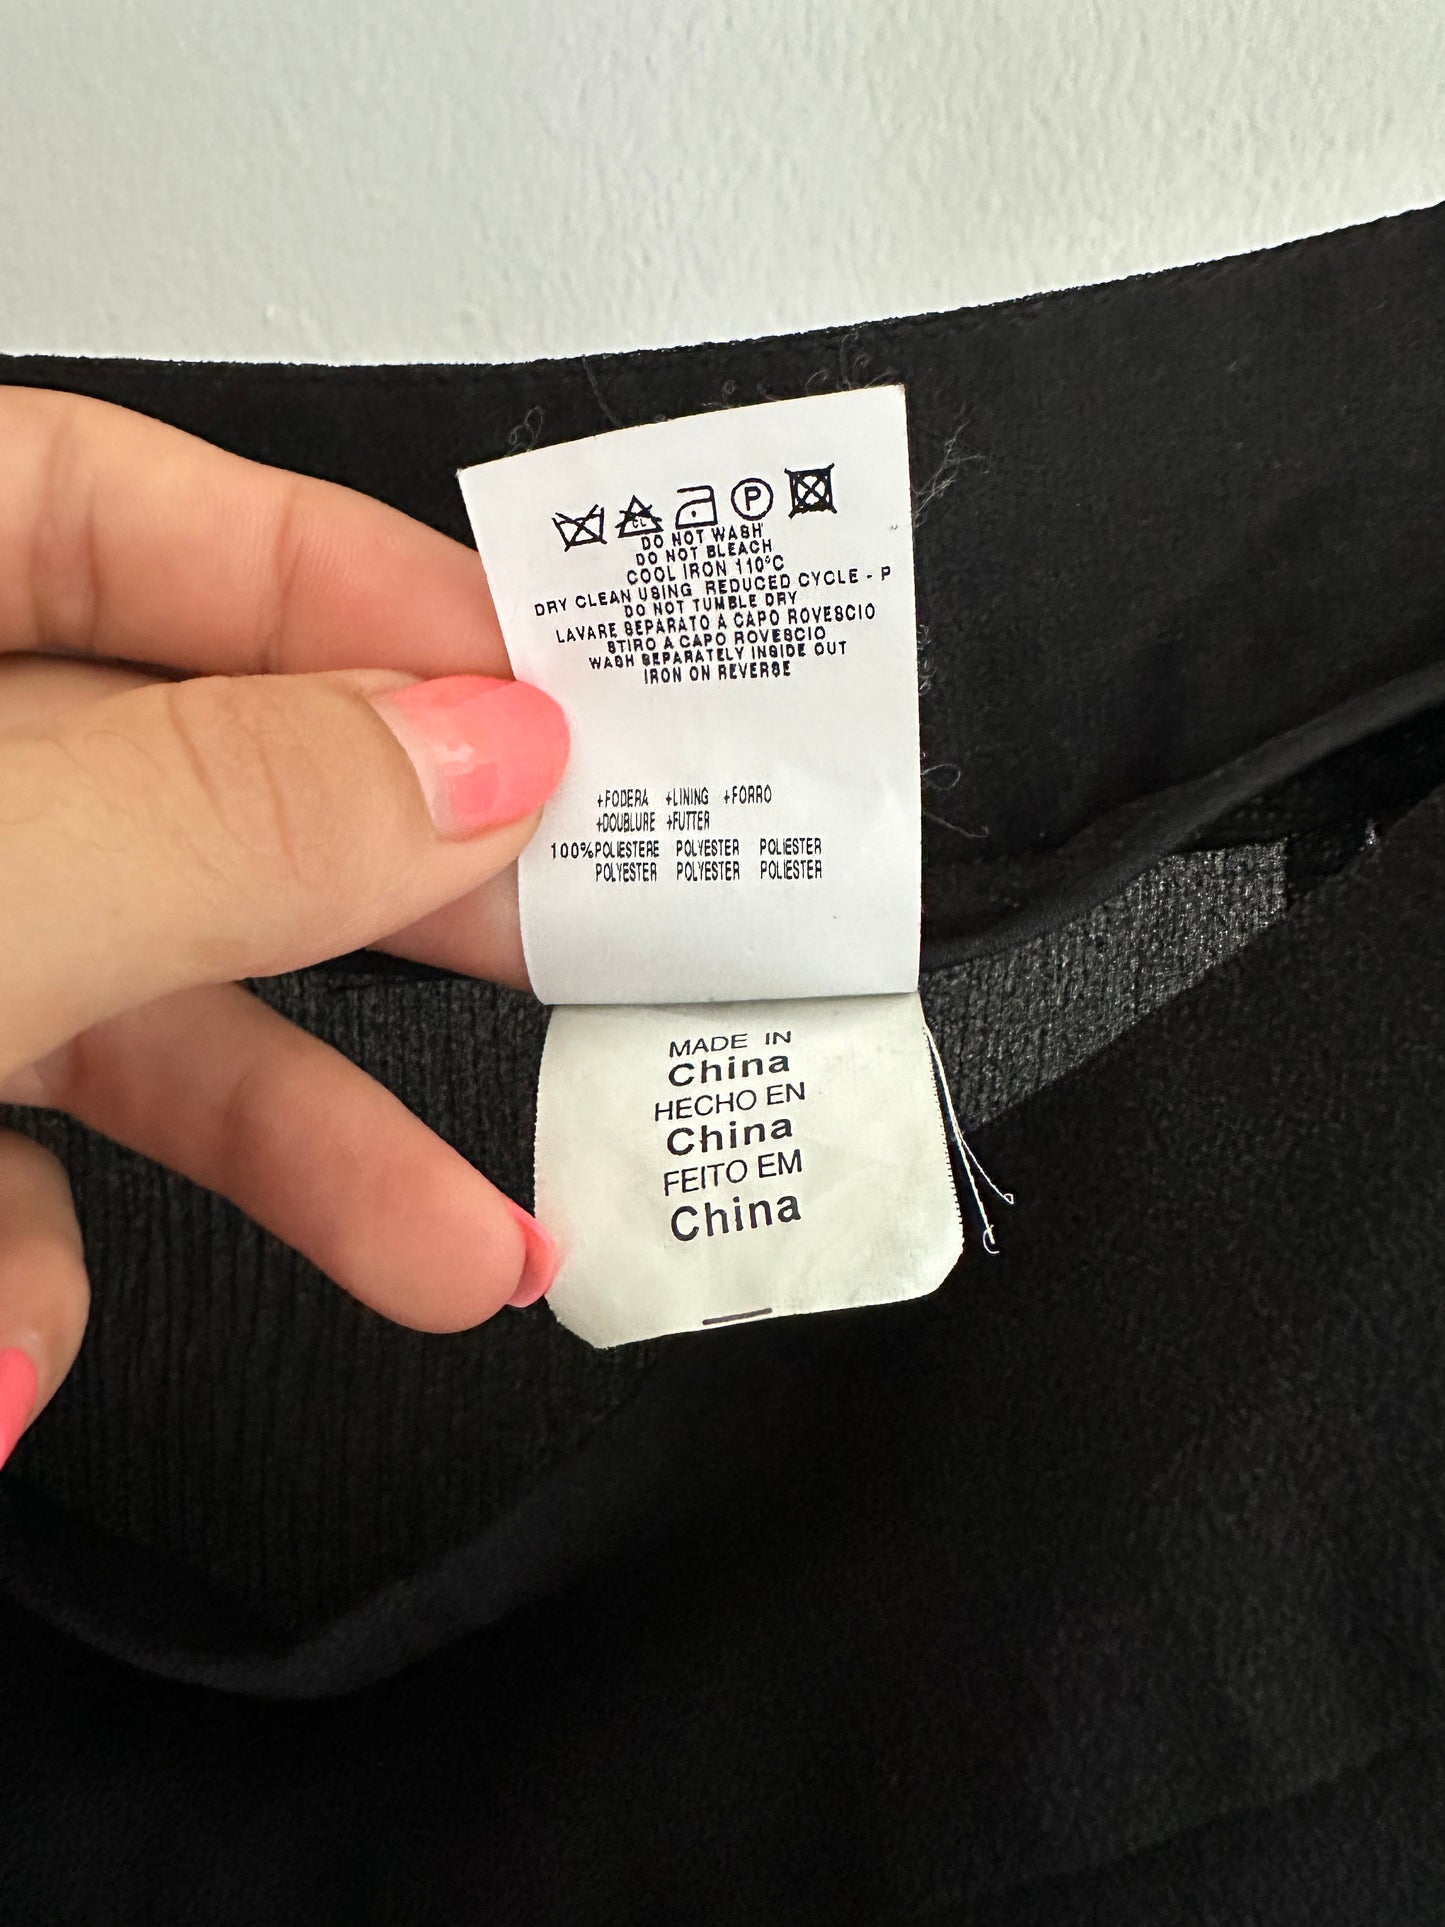 CL
P
DO NOT WASH
DO NOT BLEACH
COOL IRON 110°C
DRY CLEAN USING REDUCED CYCLE - P
DO NOT TUMBLE DRY
LAVARE SEPARATO A CAPO ROVESCIO
STIRO A CAPO ROVESCIO
WASH SEPARATELY INSIDE OUT
IRON ON REVERSE
+FODERA +LINING +FORRO
+DOUBLURE +FUTTER
100%POLIESTERE POLYESTER POLIESTER
POLYESTER POLYESTER POLIESTER
MADE IN
China
HECHO EN
China
FEITO EM
China